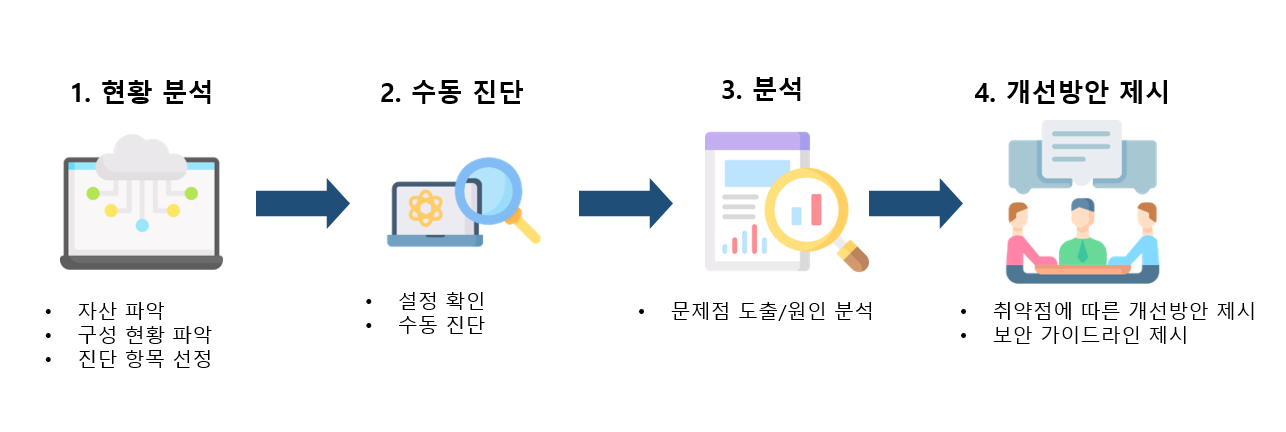 1. 현황 분석
• 자산 파악
• 구성 현황 파악
• 진단 항목 선정
2. 수동 진단
• 설정 확인
• 수동 진단
3. 분석
• 문제점 도출/원인 분석
4. 개선방안 제시
• 취약점에 따른 개선방안 제시
• 보안 가이드라인 제시